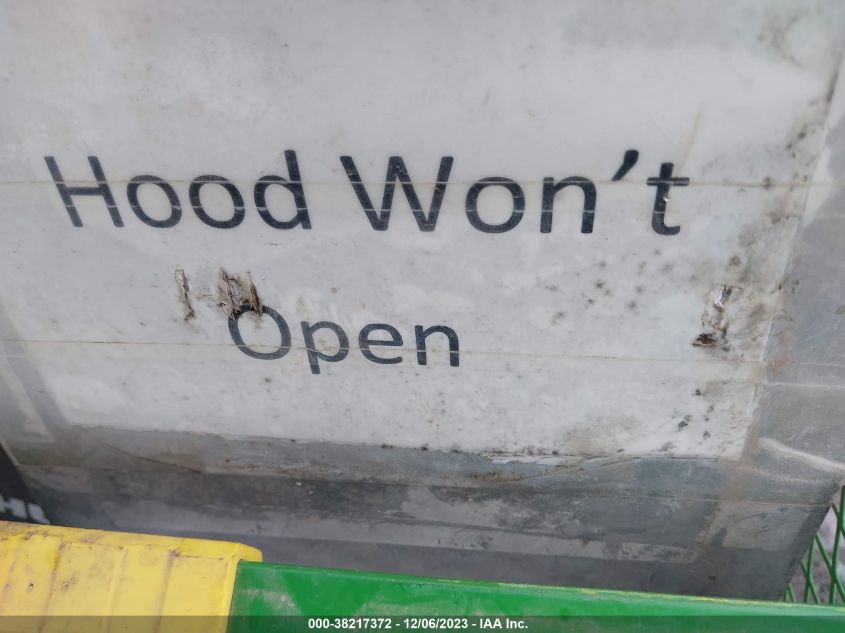 Hood Won't
Open
000-38217372 - 12/06/2023 - IAA Inc.